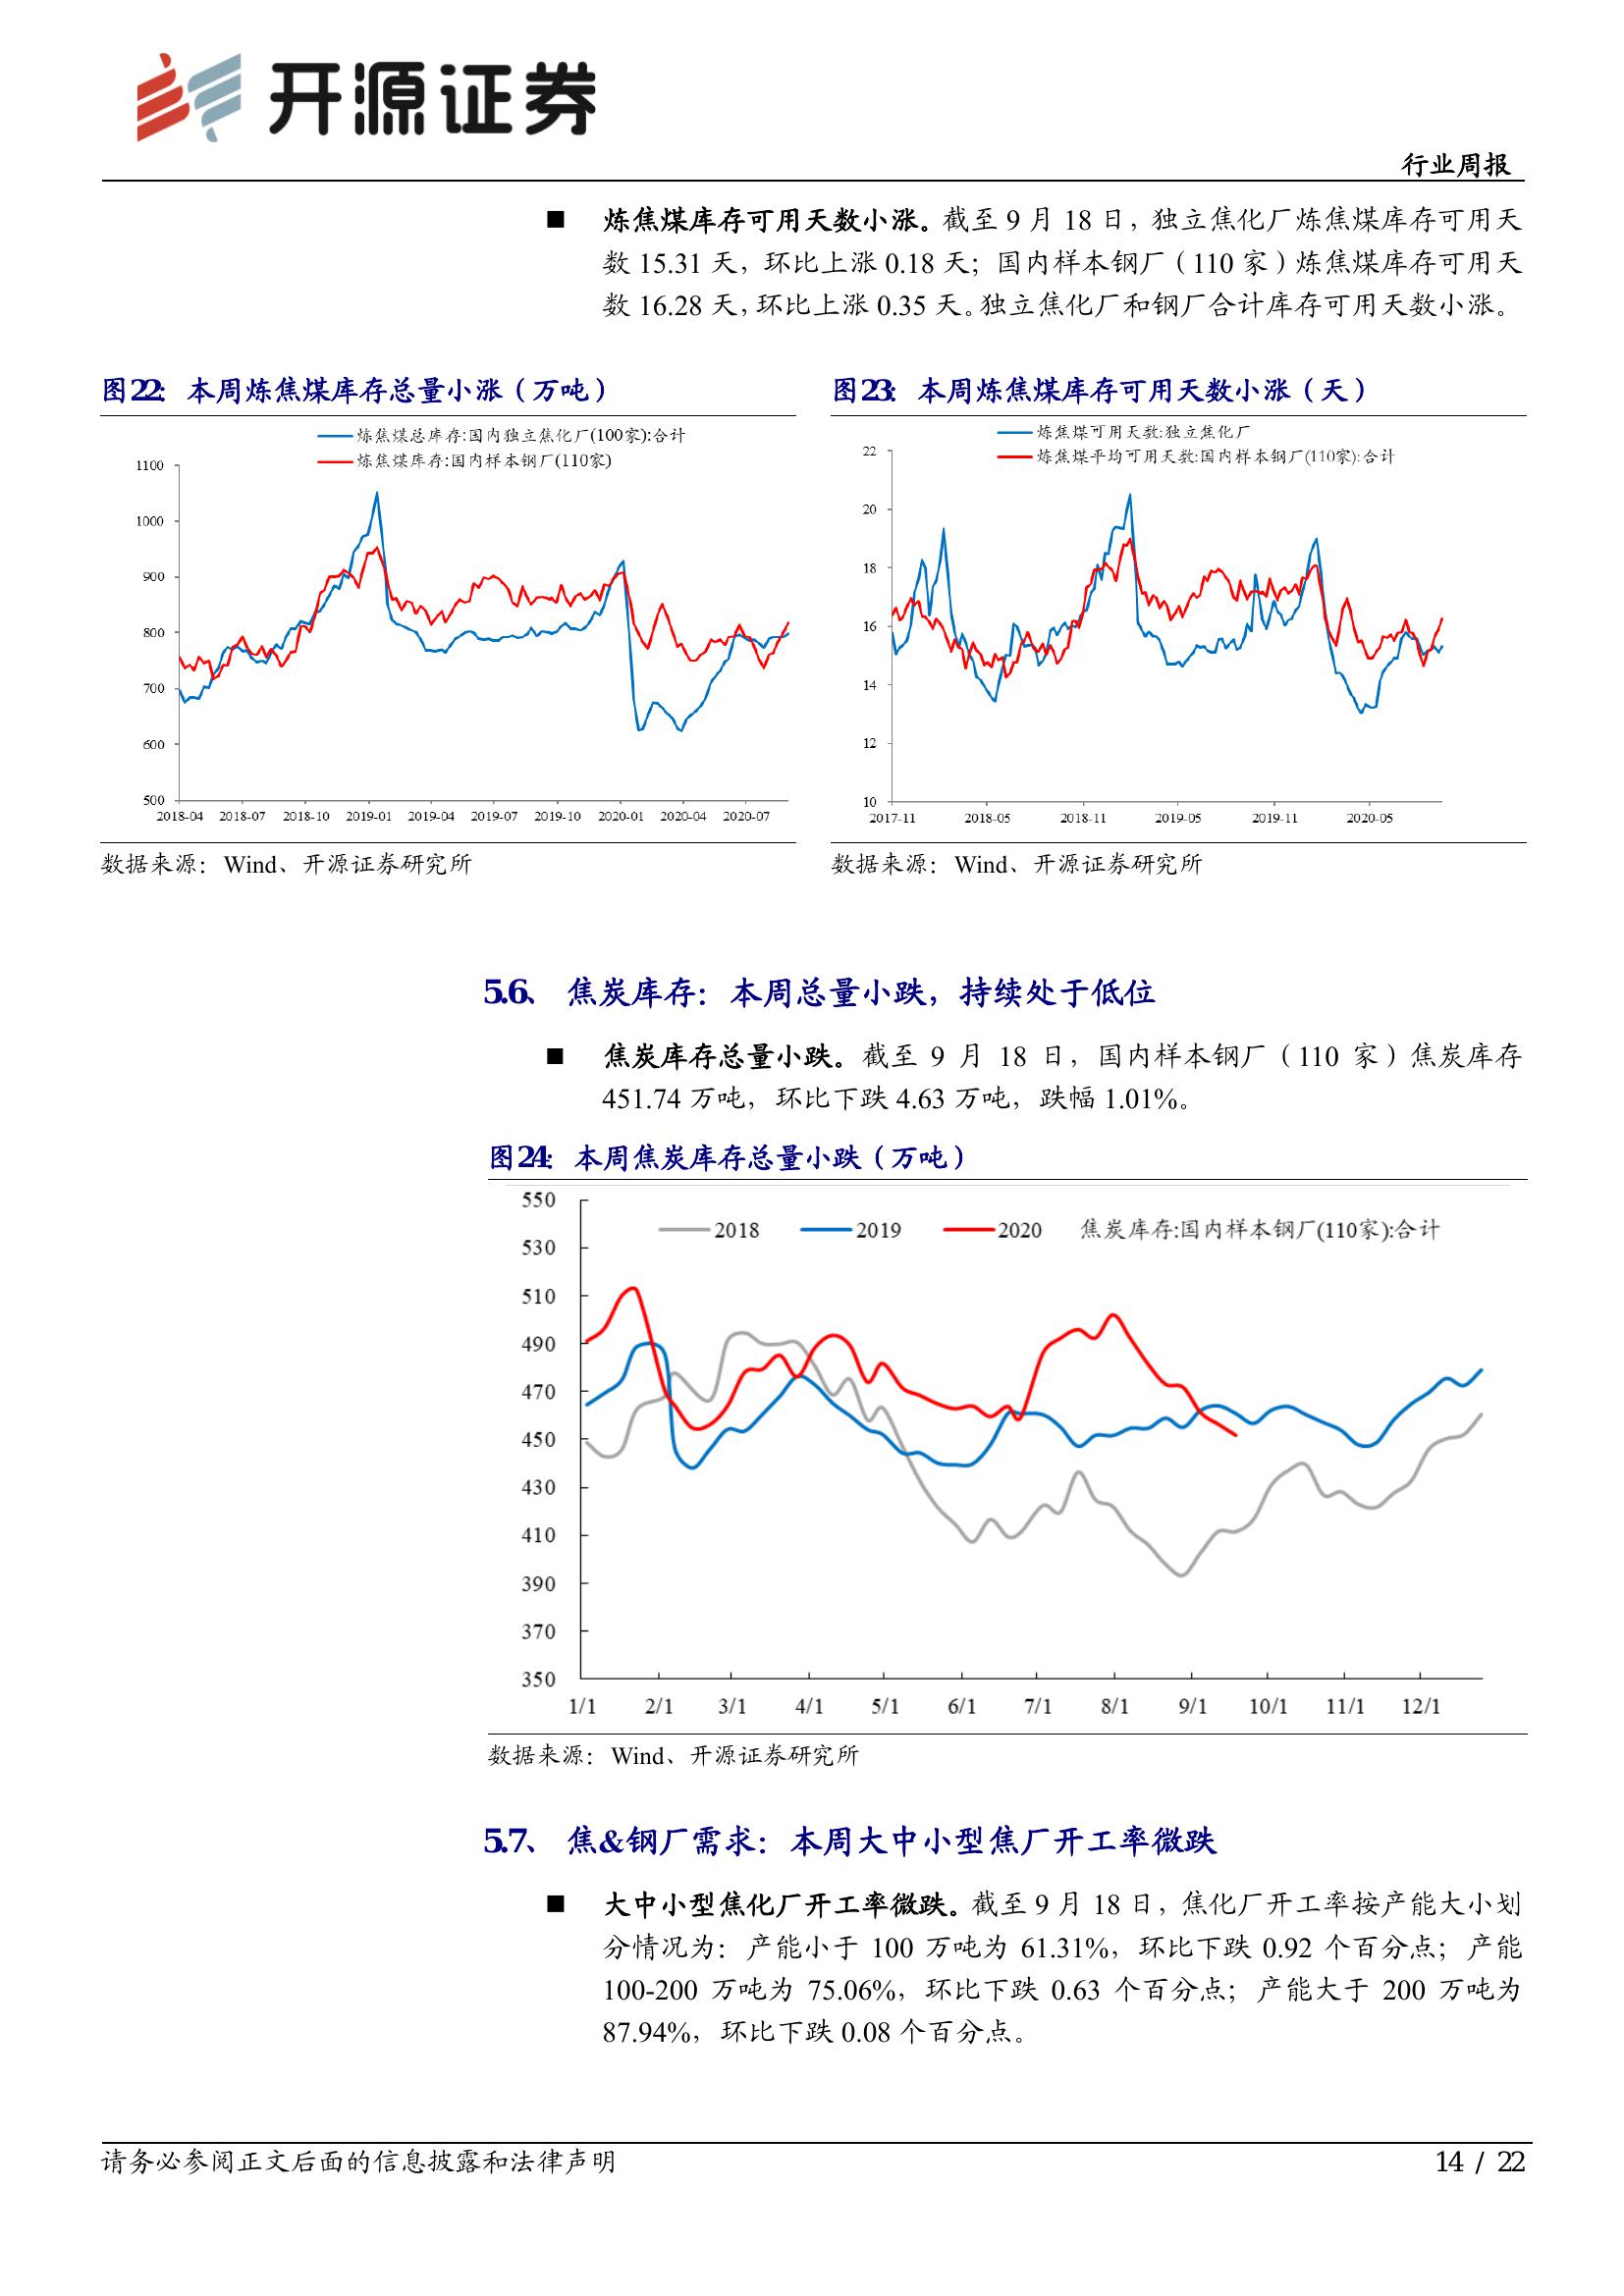 开源证券
行业周报
■ 炼焦煤库存可用天数小涨。截至 9 月 18 日，独立焦化厂炼焦煤库存可用天
数 15.31 天，环比上涨 0.18 天；国内样本钢厂（110 家）炼焦煤库存可用天
数 16.28 天，环比上涨 0.35 天。独立焦化厂和钢厂合计库存可用天数小涨。
图22： 本周炼焦煤库存总量小涨（万吨）
炼焦煤总库存:国内独立焦化厂(100家):合计
炼焦煤库存:国内样本钢厂(110家)
1100
1000
900
800
700
600
500
2018-04 2018-07 2018-10 2019-01 2019-04 2019-07 2019-10 2020-01 2020-04 2020-07
数据来源：Wind、开源证券研究所
图23： 本周炼焦煤库存可用天数小涨（天）
炼焦煤可用天数:独立焦化厂
炼焦煤平均可用天数:国内样本钢厂(110家):合计
22
20
18
16
14
12
10
2017-11 2018-05 2018-11 2019-05 2019-11 2020-05
数据来源：Wind、开源证券研究所
5.6、 焦炭库存：本周总量小跌，持续处于低位
■ 焦炭库存总量小跌。截至 9 月 18 日，国内样本钢厂（110 家）焦炭库存
451.74 万吨，环比下跌 4.63 万吨，跌幅 1.01%。
图24： 本周焦炭库存总量小跌（万吨）
2018 2019 2020 焦炭库存:国内样本钢厂(110家):合计
550
530
510
490
470
450
430
410
390
370
350
1/1 2/1 3/1 4/1 5/1 6/1 7/1 8/1 9/1 10/1 11/1 12/1
数据来源：Wind、开源证券研究所
5.7、 焦&钢厂需求：本周大中小型焦厂开工率微跌
■ 大中小型焦化厂开工率微跌。截至 9 月 18 日，焦化厂开工率按产能大小划
分情况为：产能小于 100 万吨为 61.31%，环比下跌 0.92 个百分点；产能
100-200 万吨为 75.06%，环比下跌 0.63 个百分点；产能大于 200 万吨为
87.94%，环比下跌 0.08 个百分点。
请务必参阅正文后面的信息披露和法律声明
14 / 22